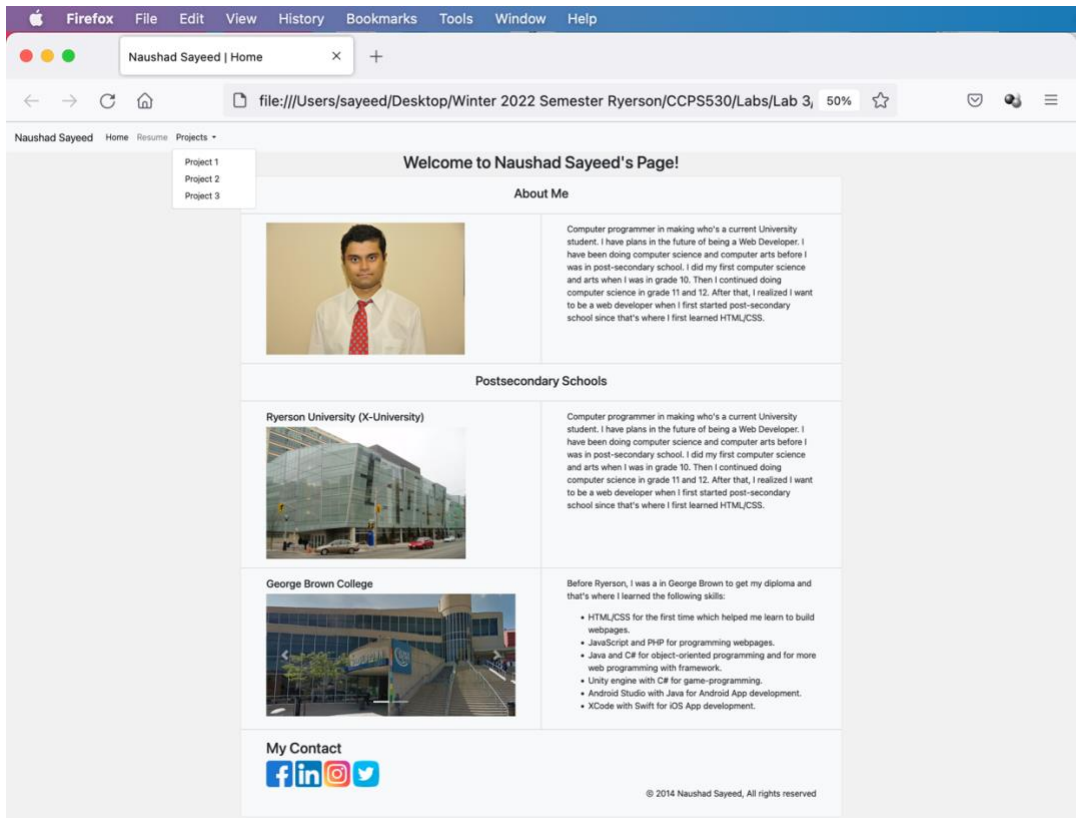 Firefox File Edit View History Bookmarks Tools Window Help
Naushad Sayeed | Home
file:///Users/sayeed/Desktop/Winter 2022 Semester Ryerson/CCPS530/Labs/Lab 3, 50%
Naushad Sayeed Home Resume Projects
Project 1
Project 2
Project 3
Welcome to Naushad Sayeed's Page!
About Me
Computer programmer in making who's a current University
student. I have plans in the future of being a Web Developer. I
have been doing computer science and computer arts before I
was in post-secondary school. I did my first computer science
and arts when I was in grade 10. Then I continued doing
computer science in grade 11 and 12. After that, I realized I want
to be a web developer when I first started post-secondary
school since that's where I first learned HTML/CSS.
Postsecondary Schools
Ryerson University (X-University)
Computer programmer in making who's a current University
student. I have plans in the future of being a Web Developer. I
have been doing computer science and computer arts before I
was in post-secondary school. I did my first computer science
and arts when I was in grade 10. Then I continued doing
computer science in grade 11 and 12. After that, I realized I want
to be a web developer when I first started post-secondary
school since that's where I first learned HTML/CSS.
George Brown College
Before Ryerson, I was a in George Brown to get my diploma and
that's where I learned the following skills:
• HTML/CSS for the first time which helped me learn to build
webpages.
• JavaScript and PHP for programming webpages.
• Java and C# for object-oriented programming and for more
web programming with framework.
• Unity engine with C# for game-programming.
• Android Studio with Java for Android App development.
• XCode with Swift for iOS App development.
My Contact
© 2014 Naushad Sayeed, All rights reserved